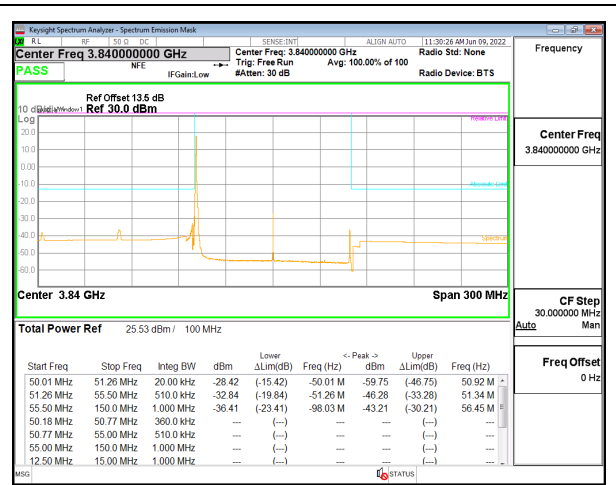 Keysight Spectrum Analyzer - Spectrum Emission Mask
RL RF 50 Ω DC SENSE:INT ALIGN AUTO 11:30:26 AM Jun 09, 2022
Center Freq 3.840000000 GHz
NFE
IFGain:Low
Center Freq: 3.840000000 GHz
Trig: Free Run Avg: 100.00% of 100
#Atten: 30 dB
Radio Std: None
Radio Device: BTS
PASS
Frequency
Ref Offset 13.5 dB
Ref 30.0 dBm
Log
Relative Limit
20.0
10.0
0.00
-10.0
Absolute Limit
-20.0
-30.0
-40.0
Spectrum
-50.0
-60.0
Center 3.84 GHz Span 300 MHz
Center Freq
3.840000000 GHz
CF Step
30.000000 MHz
Auto Man
Freq Offset
0 Hz
Total Power Ref 25.53 dBm / 100 MHz
Lower <- Peak -> Upper
Start Freq Stop Freq Integ BW dBm ΔLim(dB) Freq (Hz) dBm ΔLim(dB) Freq (Hz)
50.01 MHz 51.26 MHz 20.00 kHz -28.42 (-15.42) -50.01 M -59.75 (-46.75) 50.92 M
51.26 MHz 55.50 MHz 510.0 kHz -32.84 (-19.84) -51.26 M -46.28 (-33.28) 51.34 M
55.50 MHz 150.0 MHz 1.000 MHz -36.41 (-23.41) -98.03 M -43.21 (-30.21) 56.45 M
50.18 MHz 50.77 MHz 360.0 kHz --- (---) --- --- (---) ---
50.77 MHz 55.00 MHz 510.0 kHz --- (---) --- --- (---) ---
55.00 MHz 150.0 MHz 1.000 MHz --- (---) --- --- (---) ---
12.50 MHz 15.00 MHz 1.000 MHz --- (---) --- --- (---) ---
MSG STATUS